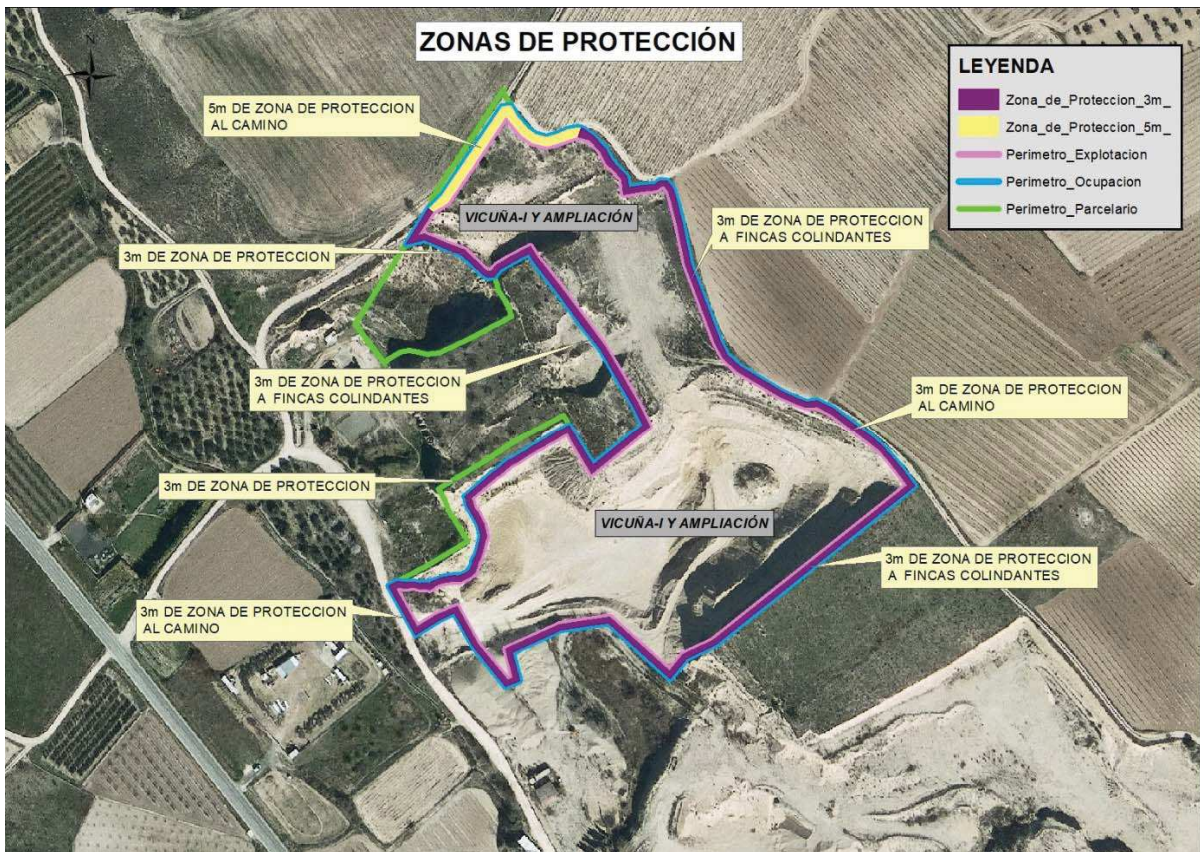 ZONAS DE PROTECCIÓN
N
LEYENDA
Zona_de_Proteccion_3m_
Zona_de_Proteccion_5m_
Perimetro_Explotacion
Perimetro_Ocupacion
Perimetro_Parcelario
5m DE ZONA DE PROTECCION
AL CAMINO
VICUÑA-I Y AMPLIACIÓN
3m DE ZONA DE PROTECCION
A FINCAS COLINDANTES
3m DE ZONA DE PROTECCION
3m DE ZONA DE PROTECCION
A FINCAS COLINDANTES
3m DE ZONA DE PROTECCION
AL CAMINO
3m DE ZONA DE PROTECCION
VICUÑA-I Y AMPLIACIÓN
3m DE ZONA DE PROTECCION
A FINCAS COLINDANTES
3m DE ZONA DE PROTECCION
AL CAMINO